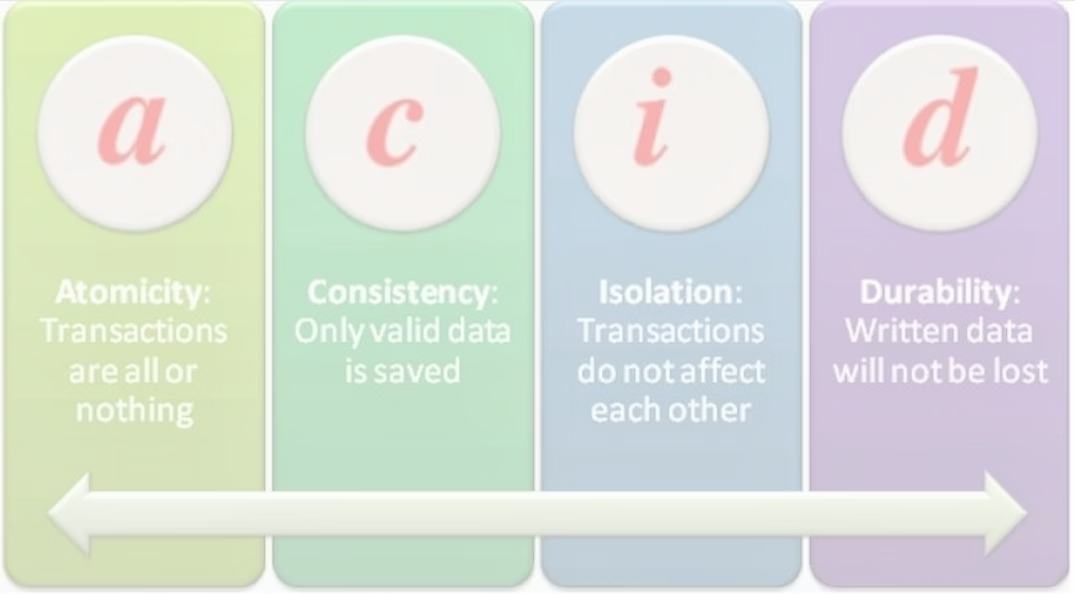 a
c
i
d
Atomicity:
Transactions
are all or
nothing
Consistency:
Only valid data
is saved
Isolation:
Transactions
do not affect
each other
Durability:
Written data
will not be lost